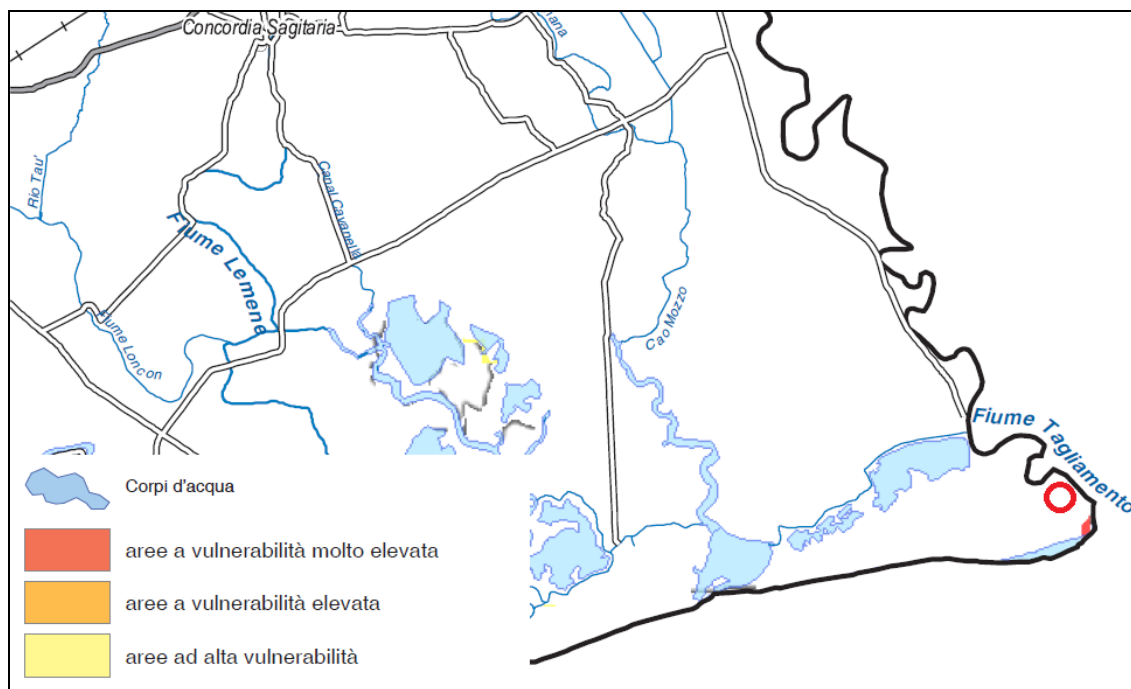 Concordia Sagitaria
Rio Tau'
Canal Cavanella
Fiume Lemene
Fiume Loncon
Cao Mozzo
Fiume Tagliamento
Corpi d'acqua
aree a vulnerabilità molto elevata
aree a vulnerabilità elevata
aree ad alta vulnerabilità